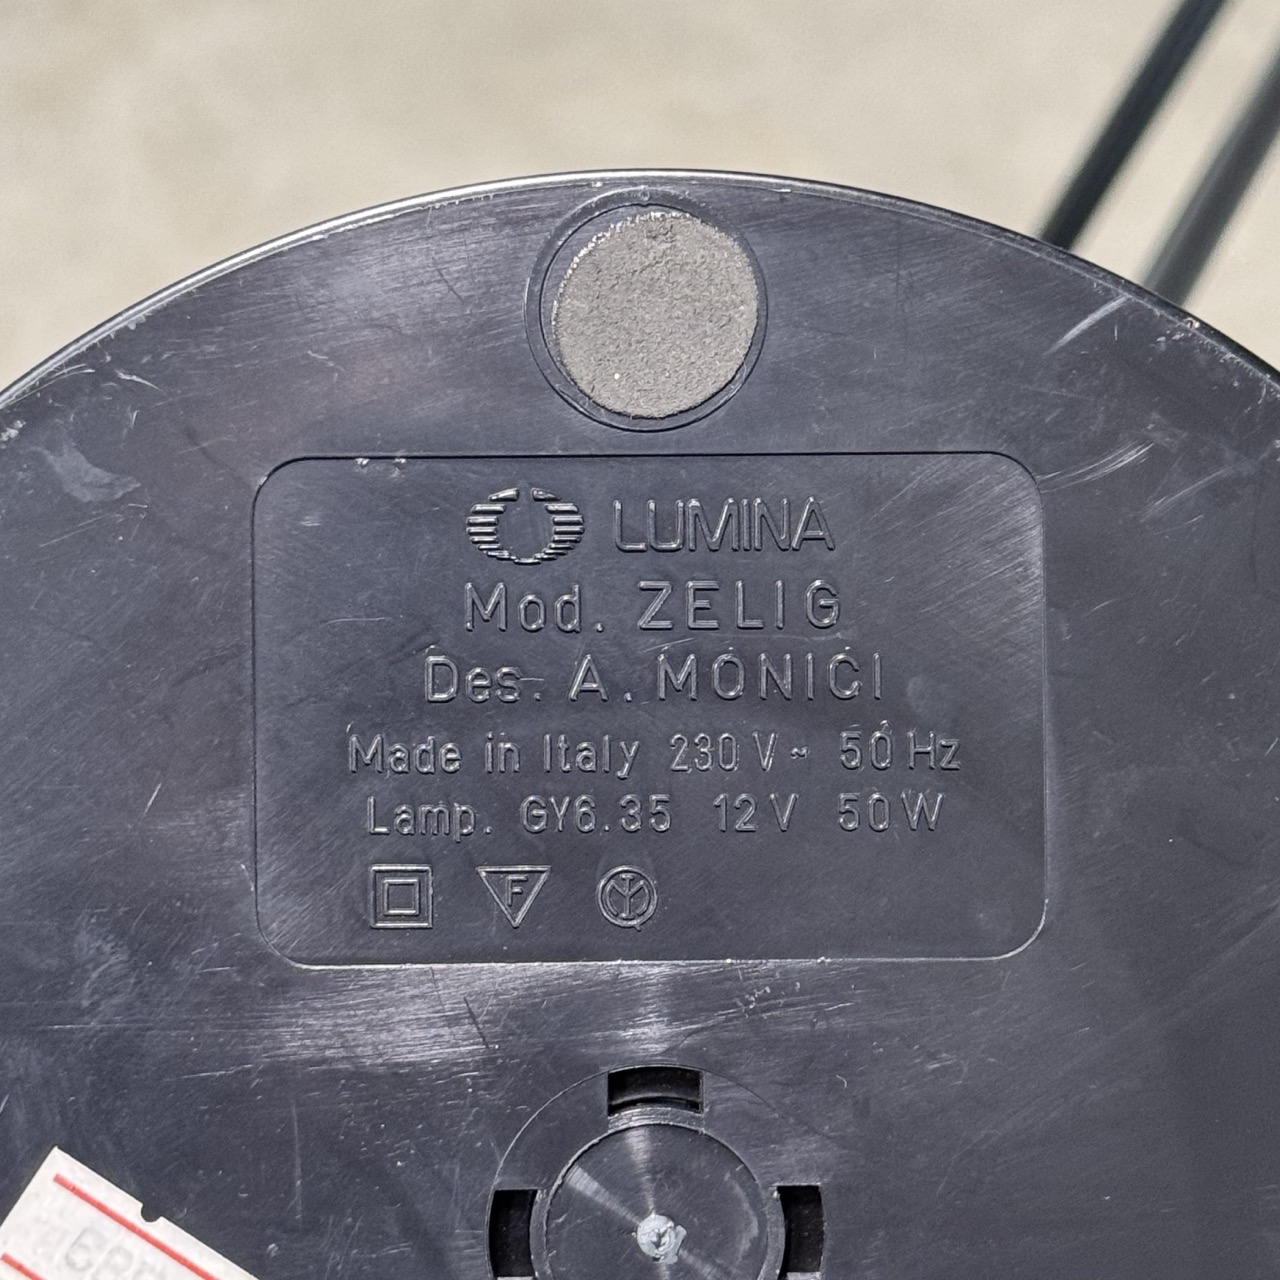 LUMINA
Mod. ZELIG
Des. A. MONICI
Made in Italy 230V~ 50Hz
Lamp. GY6.35 12V 50W
F